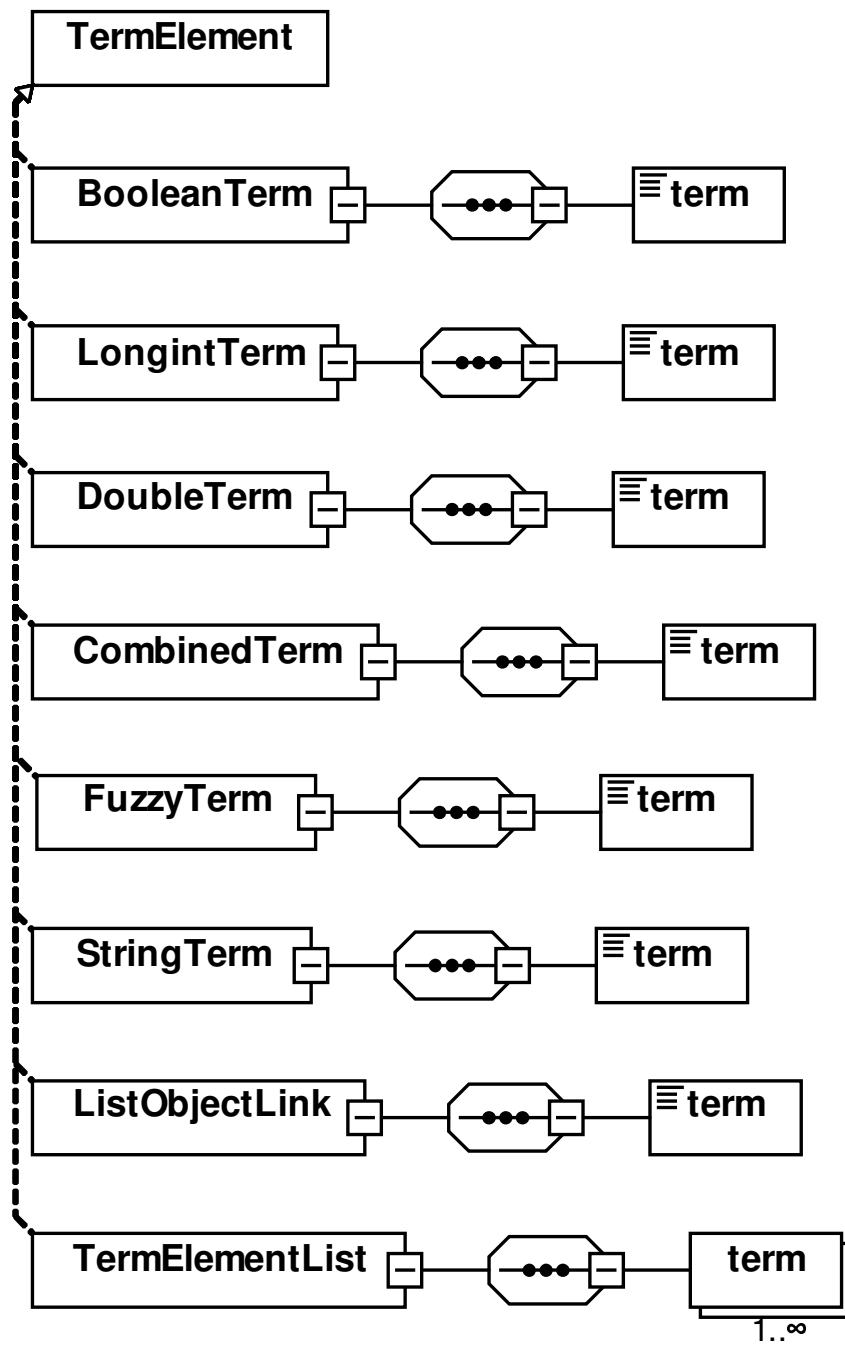 TermElement
BooleanTerm term
LongintTerm term
DoubleTerm term
CombinedTerm term
FuzzyTerm term
StringTerm term
ListObjectLink term
TermElementList term
1..∞